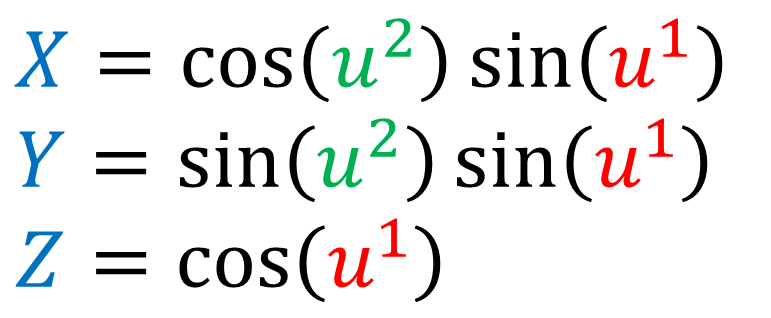 X = cos(u²) sin(u¹)
Y = sin(u²) sin(u¹)
Z = cos(u¹)